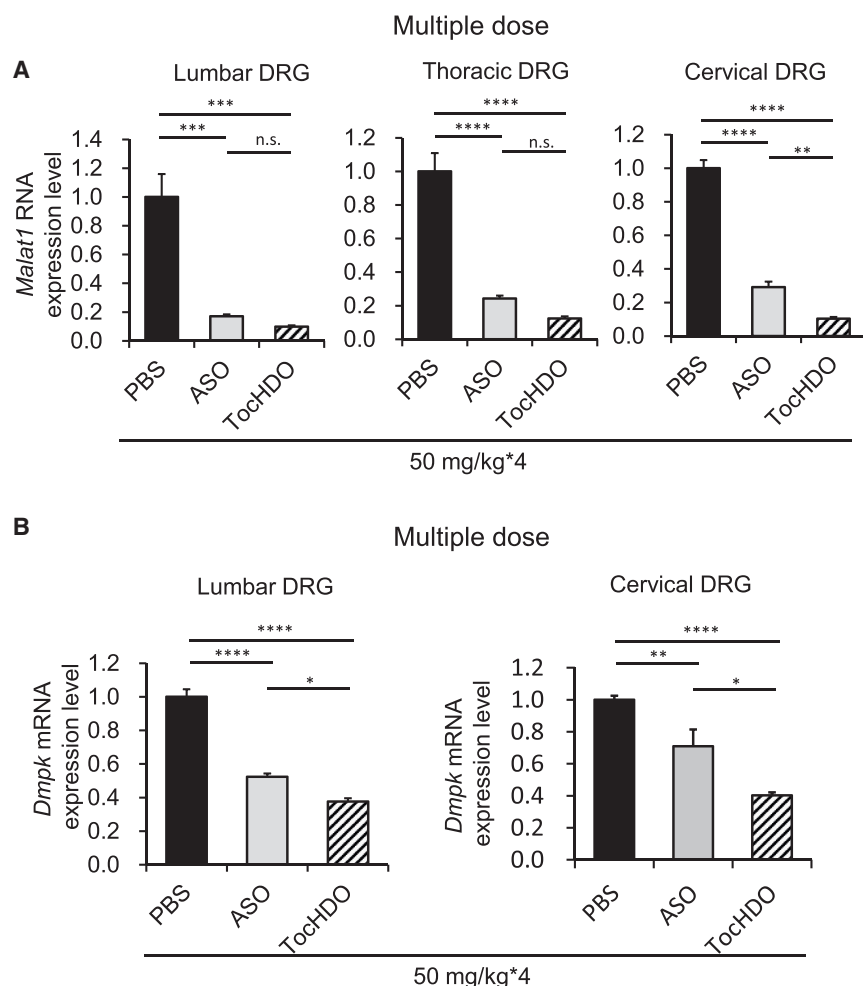 Multiple dose
A
Lumbar DRG
Thoracic DRG
Cervical DRG
***
***
n.s.
****
****
n.s.
****
****
**
Malat1 RNA
expression level
1.4
1.2
1.0
0.8
0.6
0.4
0.2
0.0
1.2
1.0
0.8
0.6
0.4
0.2
0.0
1.2
1.0
0.8
0.6
0.4
0.2
0.0
PBS
ASO
TocHDO
PBS
ASO
TocHDO
PBS
ASO
TocHDO
50 mg/kg*4
B
Multiple dose
Lumbar DRG
Cervical DRG
****
****
*
****
**
*
Dmpk mRNA
expression level
1.2
1.0
0.8
0.6
0.4
0.2
0.0
Dmpk mRNA
expression level
1.2
1.0
0.8
0.6
0.4
0.2
0.0
PBS
ASO
TocHDO
PBS
ASO
TocHDO
50 mg/kg*4